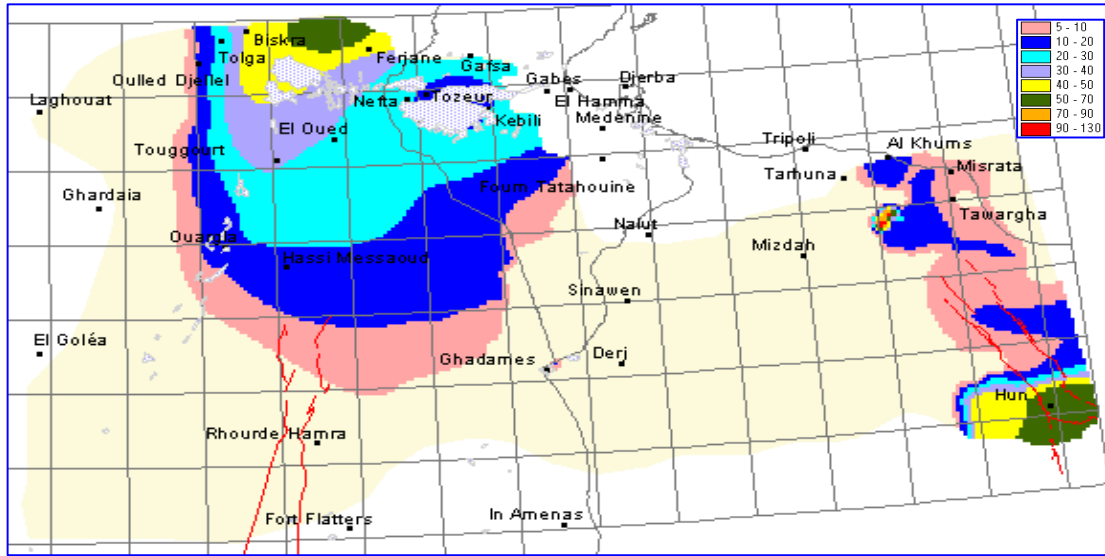 5 - 10
10 - 20
20 - 30
30 - 40
40 - 50
50 - 70
70 - 90
90 - 130
Biskra
Tolga
Ferjane
Gafsa
Oulled Djellel
Gabes
Djerba
Laghouat
Nefta
Tozeur
El Hamma
Kebili
Medenine
El Oued
Tripoli
Al Khums
Touggourt
Misrata
Tarhuna
Ghardaia
Foum Tatahouine
Tawargha
Ouargla
Nalut
Mizdah
Hassi Messaoud
Sinawen
El Goléa
Ghadames
Derj
Hun
Rhourde Hamra
Fort Flatters
In Amenas